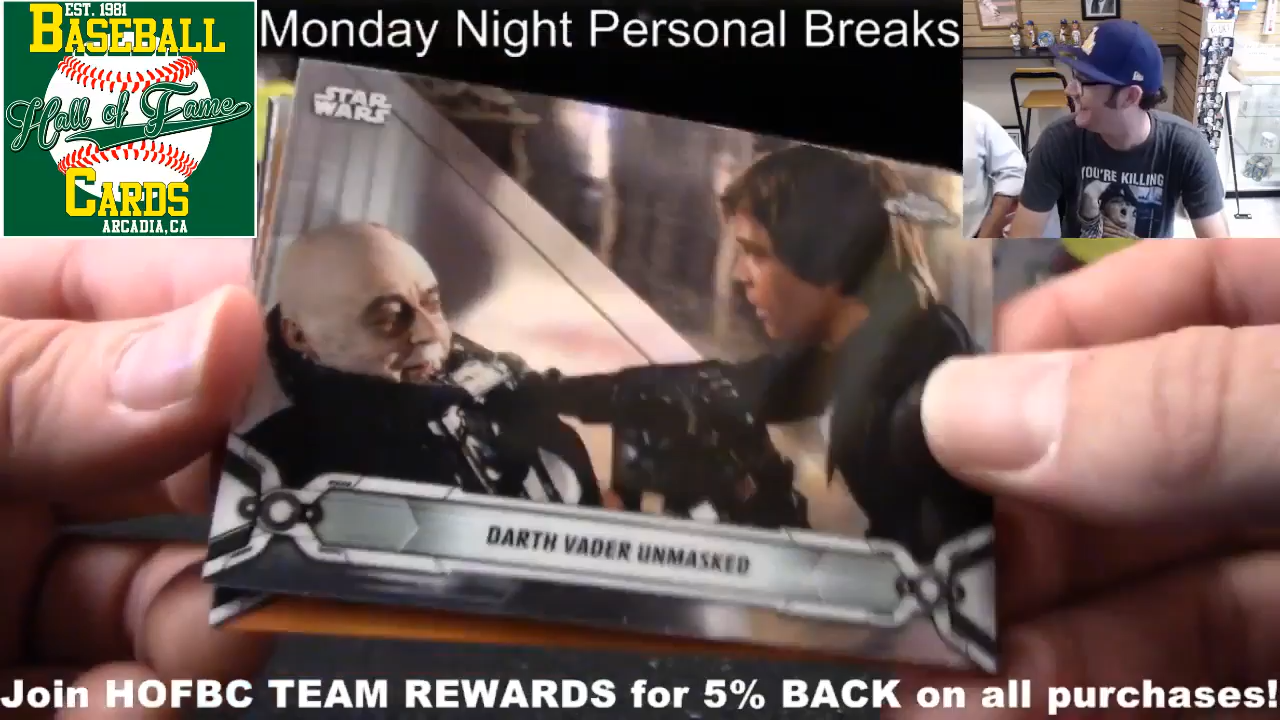 EST. 1981
BASEBALL
Hall of Fame
CARDS
ARCADIA, CA
Monday Night Personal Breaks
STAR
WARS
YOU'RE KILLING
DARTH VADER UNMASKED
Join HOFBC TEAM REWARDS for 5% BACK on all purchases!